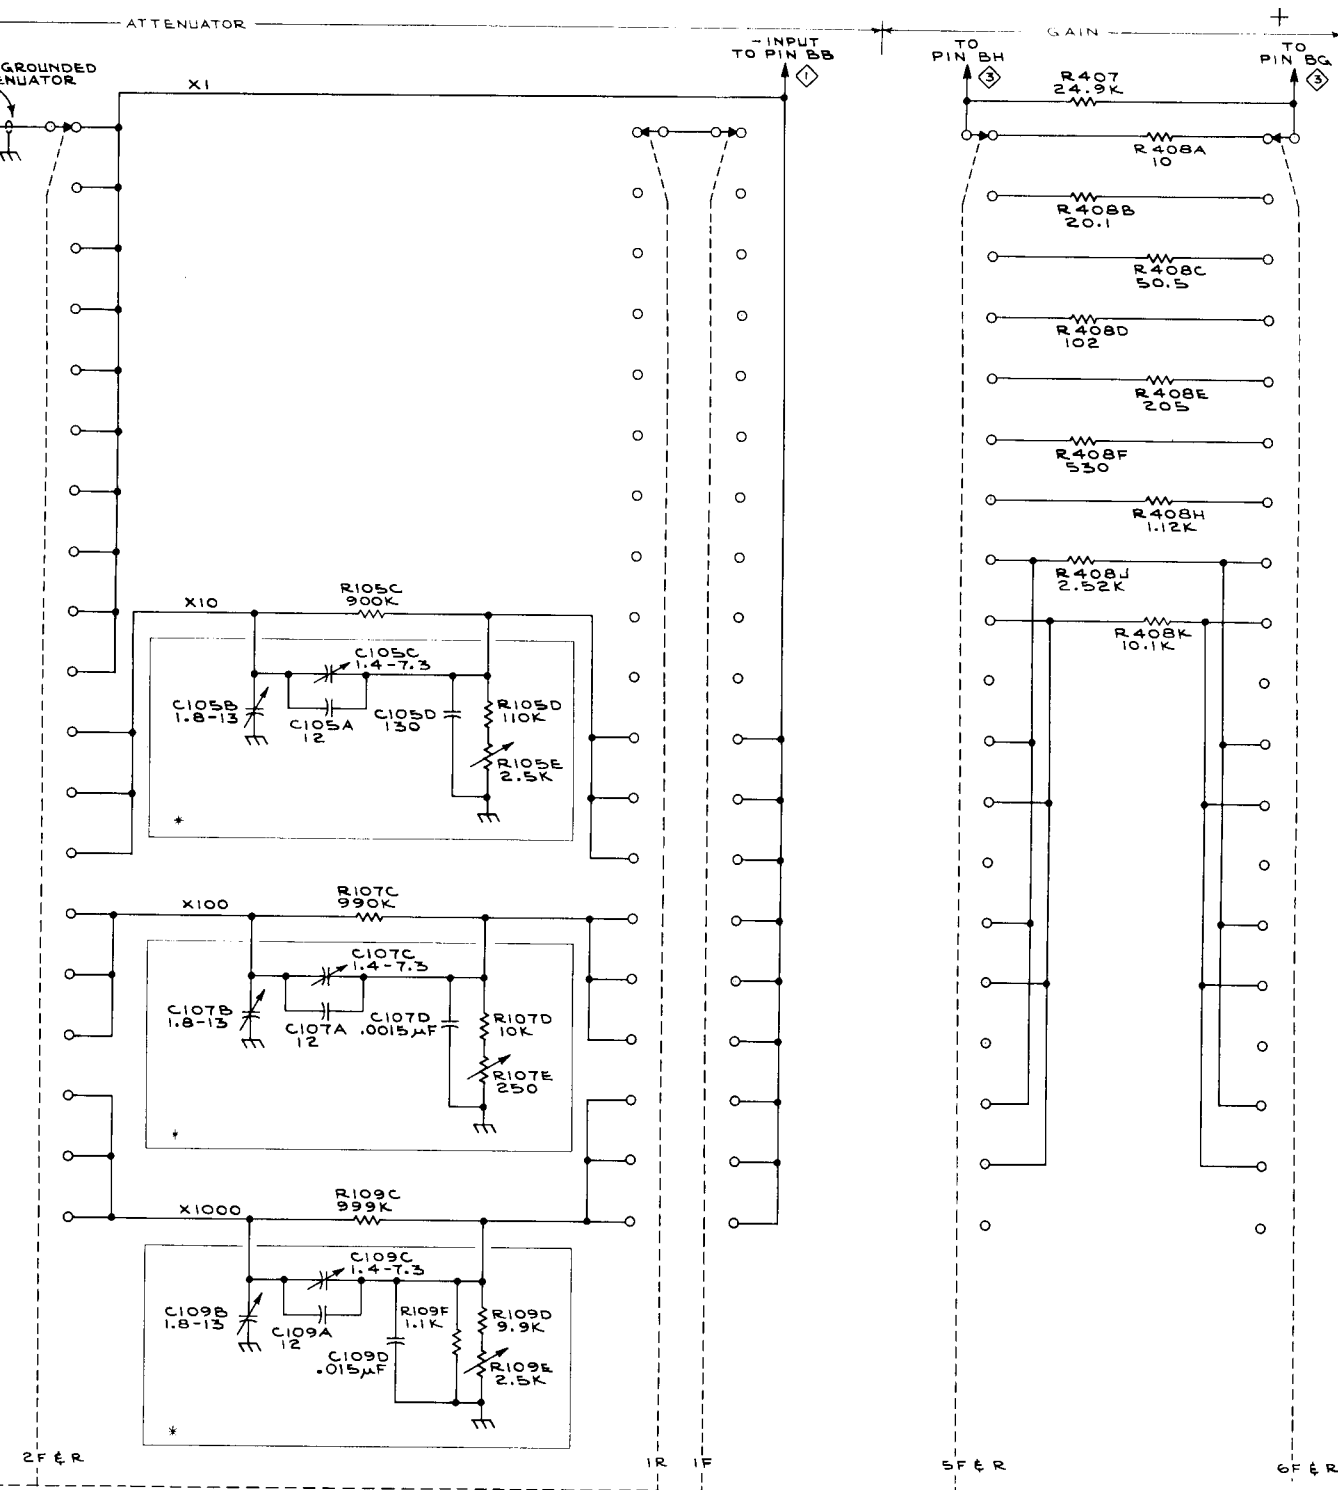 ATTENUATOR
GAIN
GROUNDED
ENUATOR
- INPUT
TO PIN BB
1
TO
PIN BH
3
TO
PIN BG
3
X1
R407
24.9K
R408A
10
R408B
20.1
R408C
50.5
R408D
102
R408E
205
R408F
530
R408H
1.12K
R408J
2.52K
R408K
10.1K
X10
R105C
900K
C105C
1.4-7.3
C105B
1.8-13
C105A
12
C105D
130
R105D
110K
R105E
2.5K
*
X100
R107C
990K
C107C
1.4-7.3
C107B
1.8-13
C107A
12
C107D
.0015µF
R107D
10K
R107E
250
*
X1000
R109C
999K
C109C
1.4-7.3
C109B
1.8-13
C109A
12
C109D
.015µF
R109F
1.1K
R109D
9.9K
R109E
2.5K
*
2F & R
1R
1F
5F & R
6F & R